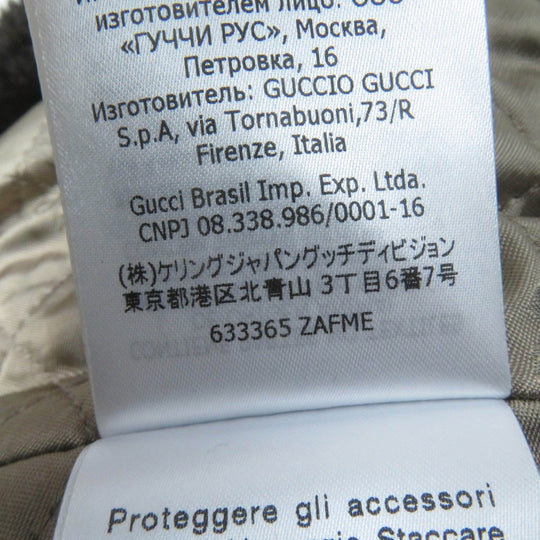 изготовителем лицо: ООО
«ГУЧЧИ РУС», Москва,
Петровка, 16
Изготовитель: GUCCIO GUCCI
S.p.A, via Tornabuoni,73/R
Firenze, Italia
Gucci Brasil Imp. Exp. Ltda.
CNPJ 08.338.986/0001-16
(株)ケリングジャパングッチディビジョン
東京都港区北青山 3丁目6番7号
633365 ZAFME
Proteggere gli accessori
Staccare